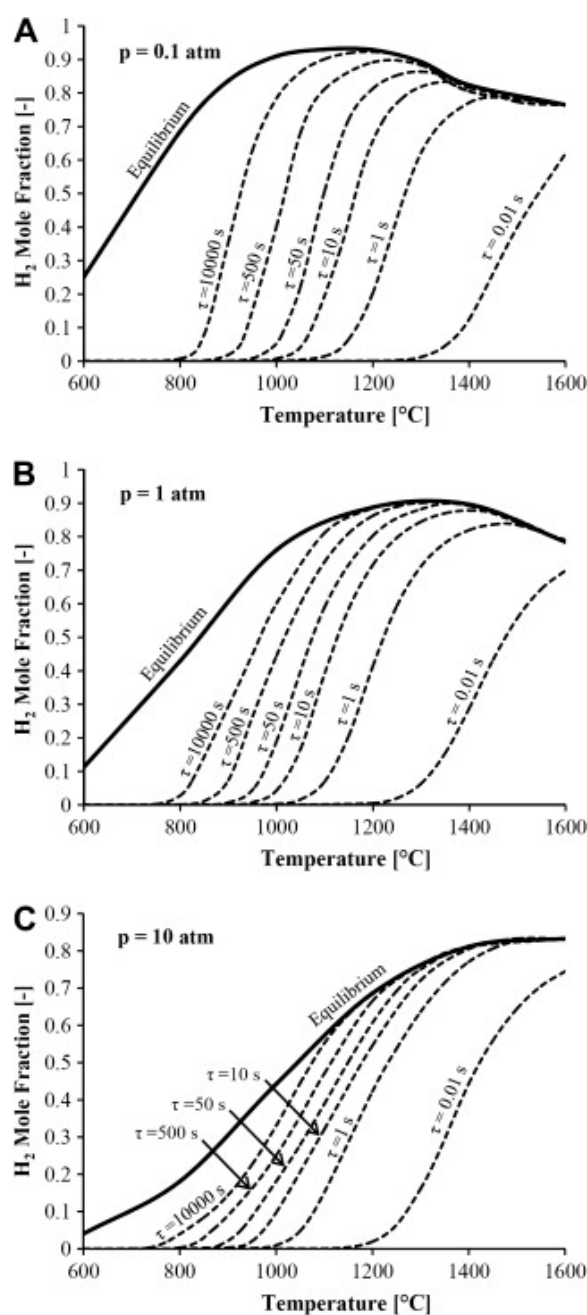 A
p = 0.1 atm
1
0.9
0.8
0.7
0.6
0.5
0.4
0.3
0.2
0.1
0
H₂ Mole Fraction [-]
Equilibrium
τ =10000 s
τ =500 s
τ =50 s
τ =10 s
τ =1 s
τ =0.01 s
600 800 1000 1200 1400 1600
Temperature [°C]
B
p = 1 atm
1
0.9
0.8
0.7
0.6
0.5
0.4
0.3
0.2
0.1
0
H₂ Mole Fraction [-]
Equilibrium
τ =10000 s
τ =500 s
τ =50 s
τ =10 s
τ =1 s
τ = 0.01 s
600 800 1000 1200 1400 1600
Temperature [°C]
C
p = 10 atm
0.9
0.8
0.7
0.6
0.5
0.4
0.3
0.2
0.1
0
H₂ Mole Fraction [-]
Equilibrium
τ =10 s
τ =50 s
τ =500 s
τ =10000 s
τ =1 s
τ =0.01 s
600 800 1000 1200 1400 1600
Temperature [°C]